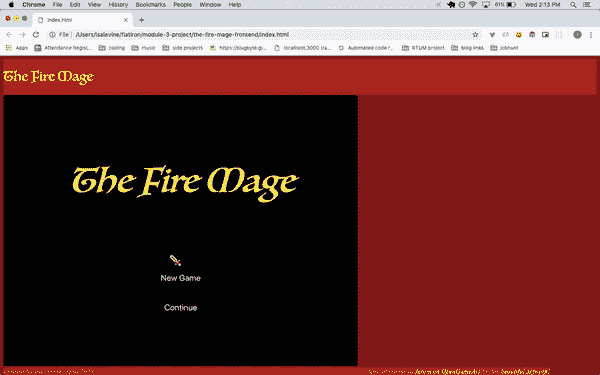 Chrome File Edit View History Bookmarks People Window Help 61% Wed 2:13 PM
index.html
File /Users/isalevine/flatiron/module-3-project/the-fire-mage-frontend/index.html
Apps Attendance Regist... coding music side projects https://slugbyte.gi... localhost:3000 (ra... Automated code r... RTUM project blog links jobhunt
The Fire Mage
The Fire Mage
New Game
Continue